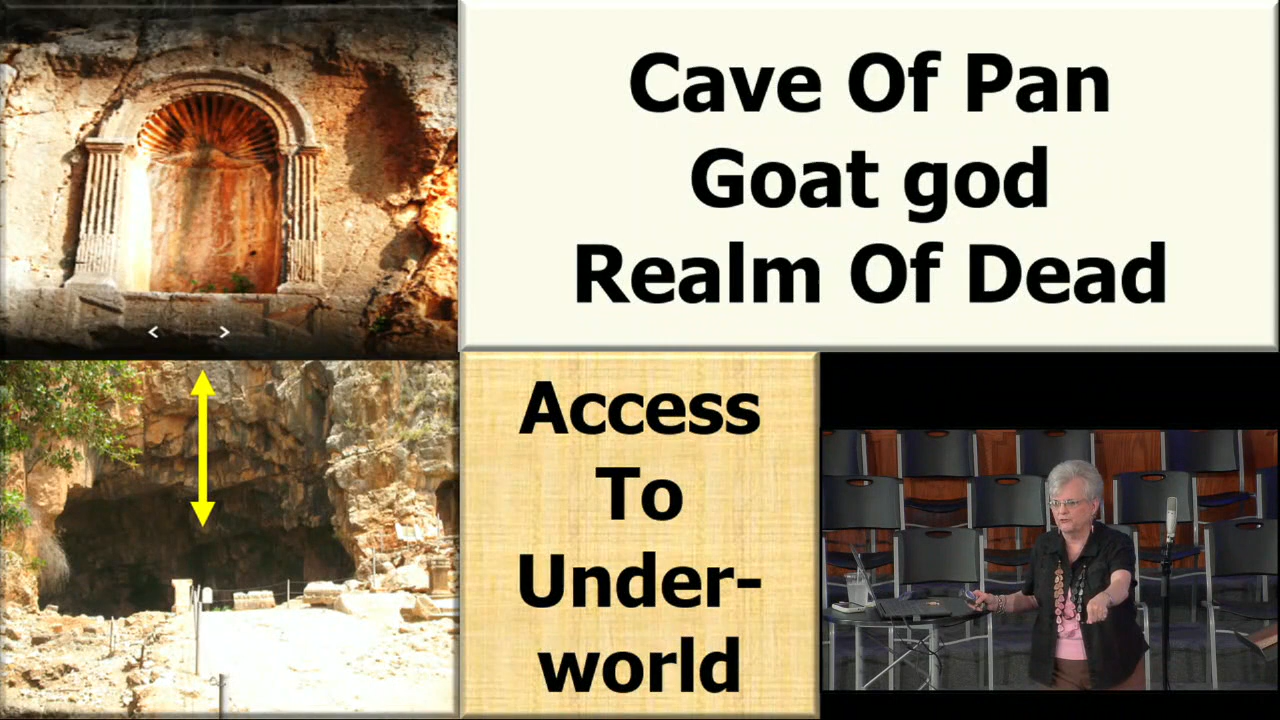 Cave Of Pan
Goat god
Realm Of Dead
Access
To
Under-
world